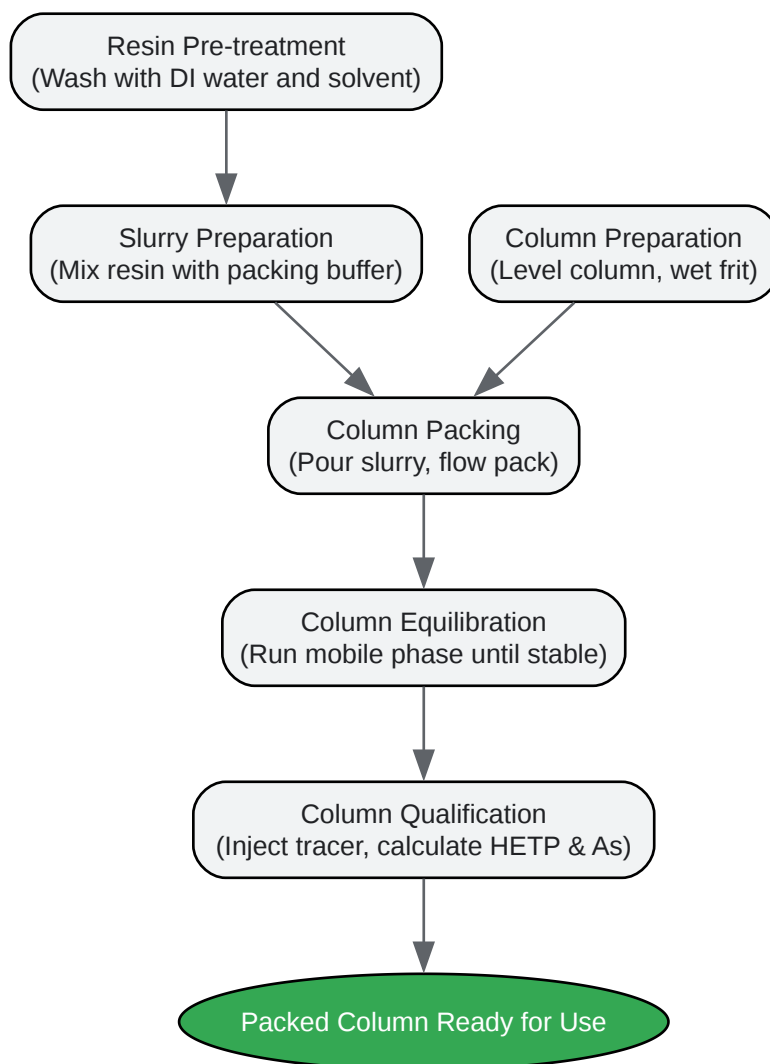 Resin Pre-treatment
(Wash with DI water and solvent)
Slurry Preparation
(Mix resin with packing buffer)
Column Preparation
(Level column, wet frit)
Column Packing
(Pour slurry, flow pack)
Column Equilibration
(Run mobile phase until stable)
Column Qualification
(Inject tracer, calculate HETP & As)
Packed Column Ready for Use